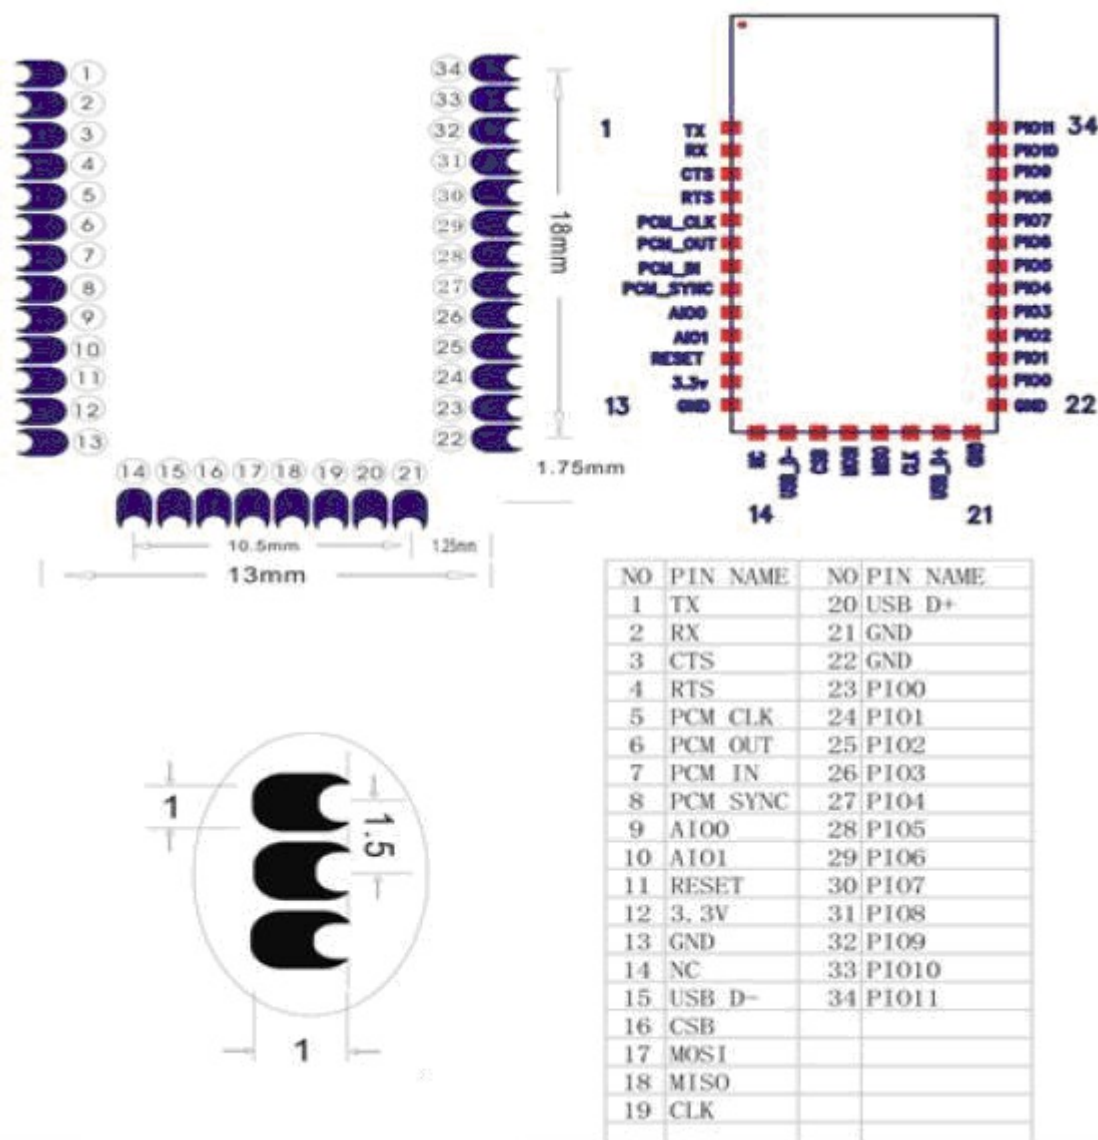 1
2
3
4
5
6
7
8
9
10
11
12
13
34
33
32
31
30
29
28
27
26
25
24
23
22
14 15 16 17 18 19 20 21
18mm
1.75mm
10.5mm
1.25mm
13mm
1 TX
RX
CTS
RTS
PCM_CLK
PCM_OUT
PCM_IN
PCM_SYNC
AIO0
AIO1
RESET
3.3v
13 GND
PIO11 34
PIO10
PIO9
PIO8
PIO7
PIO6
PIO5
PIO4
PIO3
PIO2
PIO1
PIO0
GND 22
NC
USB_D-
CSB
CLK
USB_D+
GND
14
21
1
1.5
1
NO PIN NAME NO PIN NAME
1 TX 20 USB D+
2 RX 21 GND
3 CTS 22 GND
4 RTS 23 PIO0
5 PCM CLK 24 PIO1
6 PCM OUT 25 PIO2
7 PCM IN 26 PIO3
8 PCM SYNC 27 PIO4
9 AIO0 28 PIO5
10 AIO1 29 PIO6
11 RESET 30 PIO7
12 3.3V 31 PIO8
13 GND 32 PIO9
14 NC 33 PIO10
15 USB D- 34 PIO11
16 CSB
17 MOSI
18 MISO
19 CLK